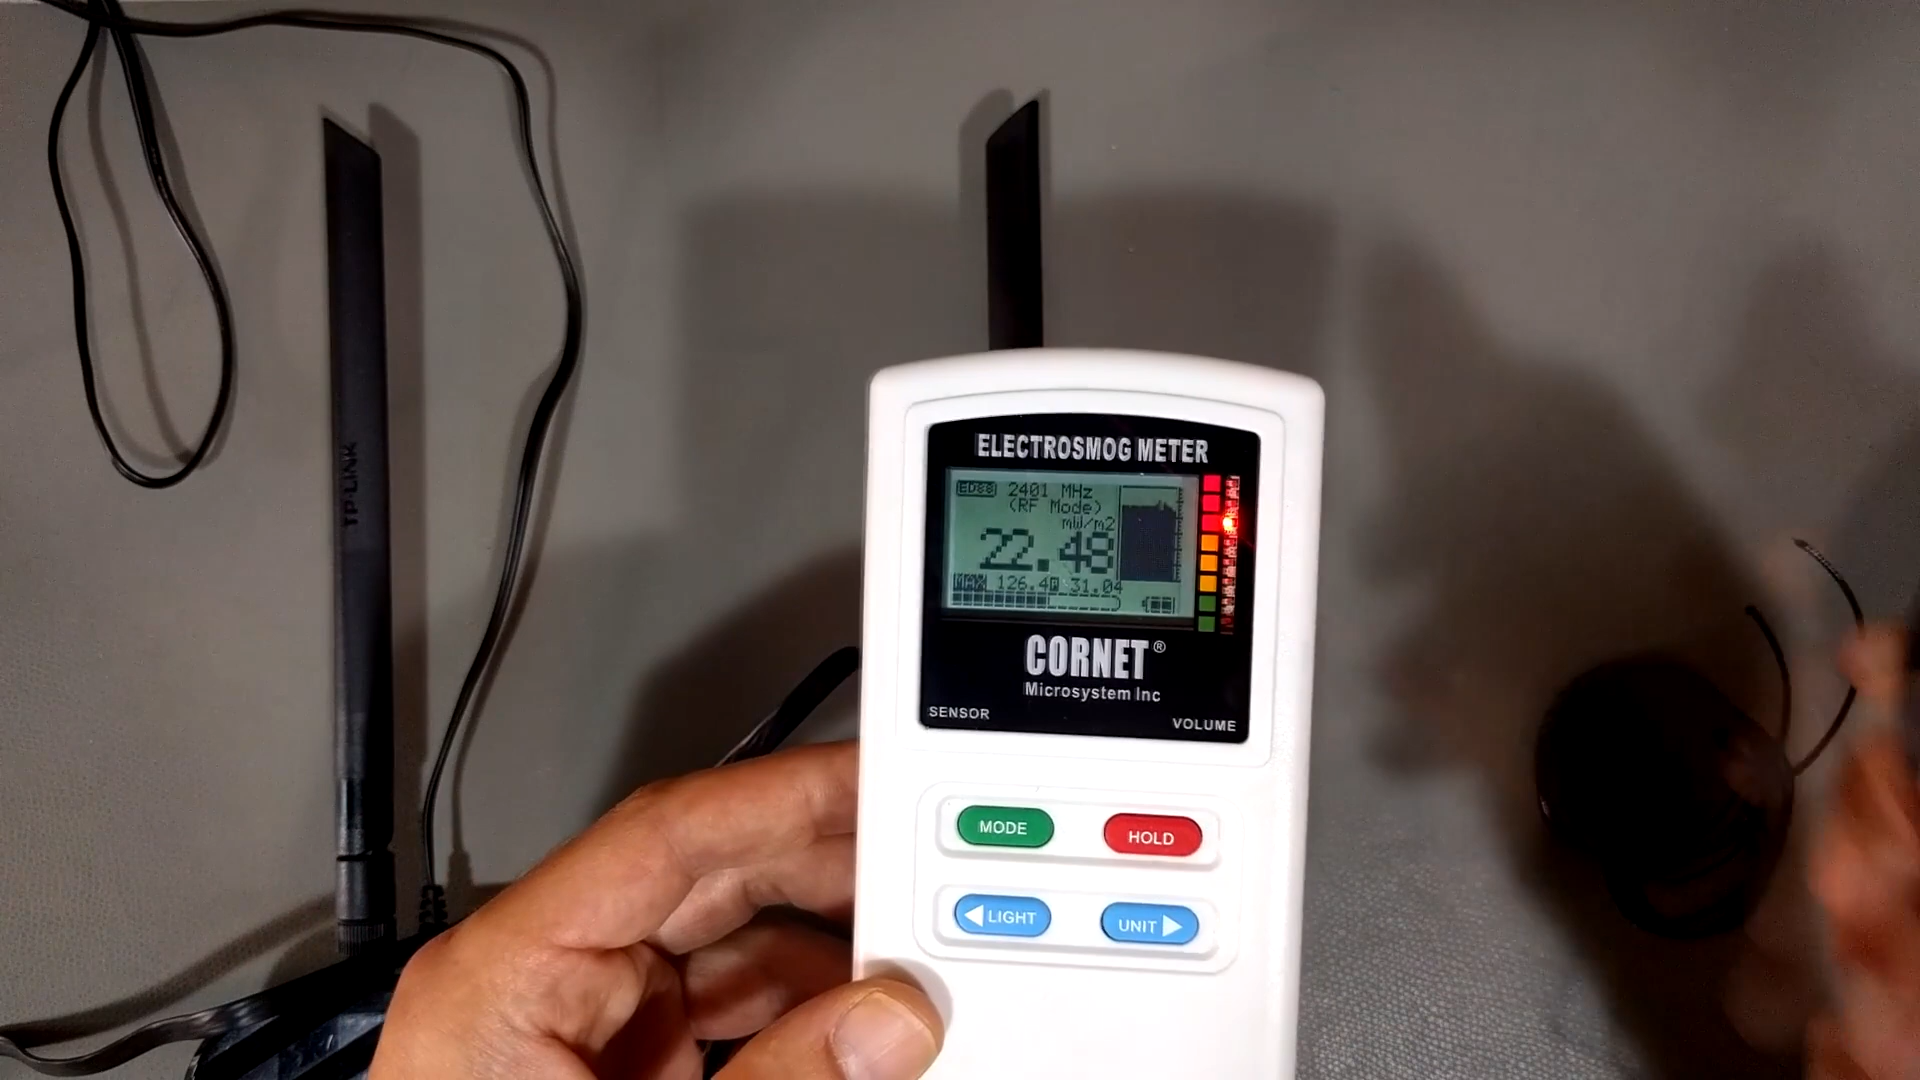 TP-LINK
ELECTROSMOG METER
ED88 2401 MHz
(RF Mode)
mW/m2
22.48
MAX 126.4 31.04
CORNET®
Microsystem Inc
SENSOR
VOLUME
MODE
HOLD
LIGHT
UNIT